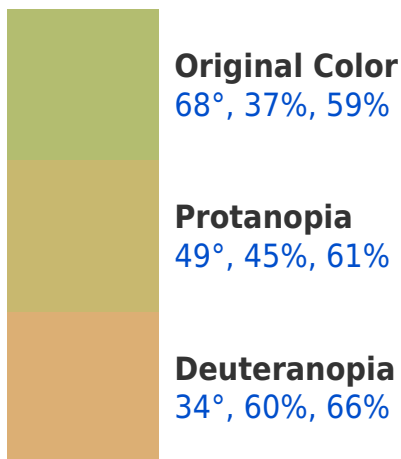 Original Color
68°, 37%, 59%
Protanopia
49°, 45%, 61%
Deuteranopia
34°, 60%, 66%